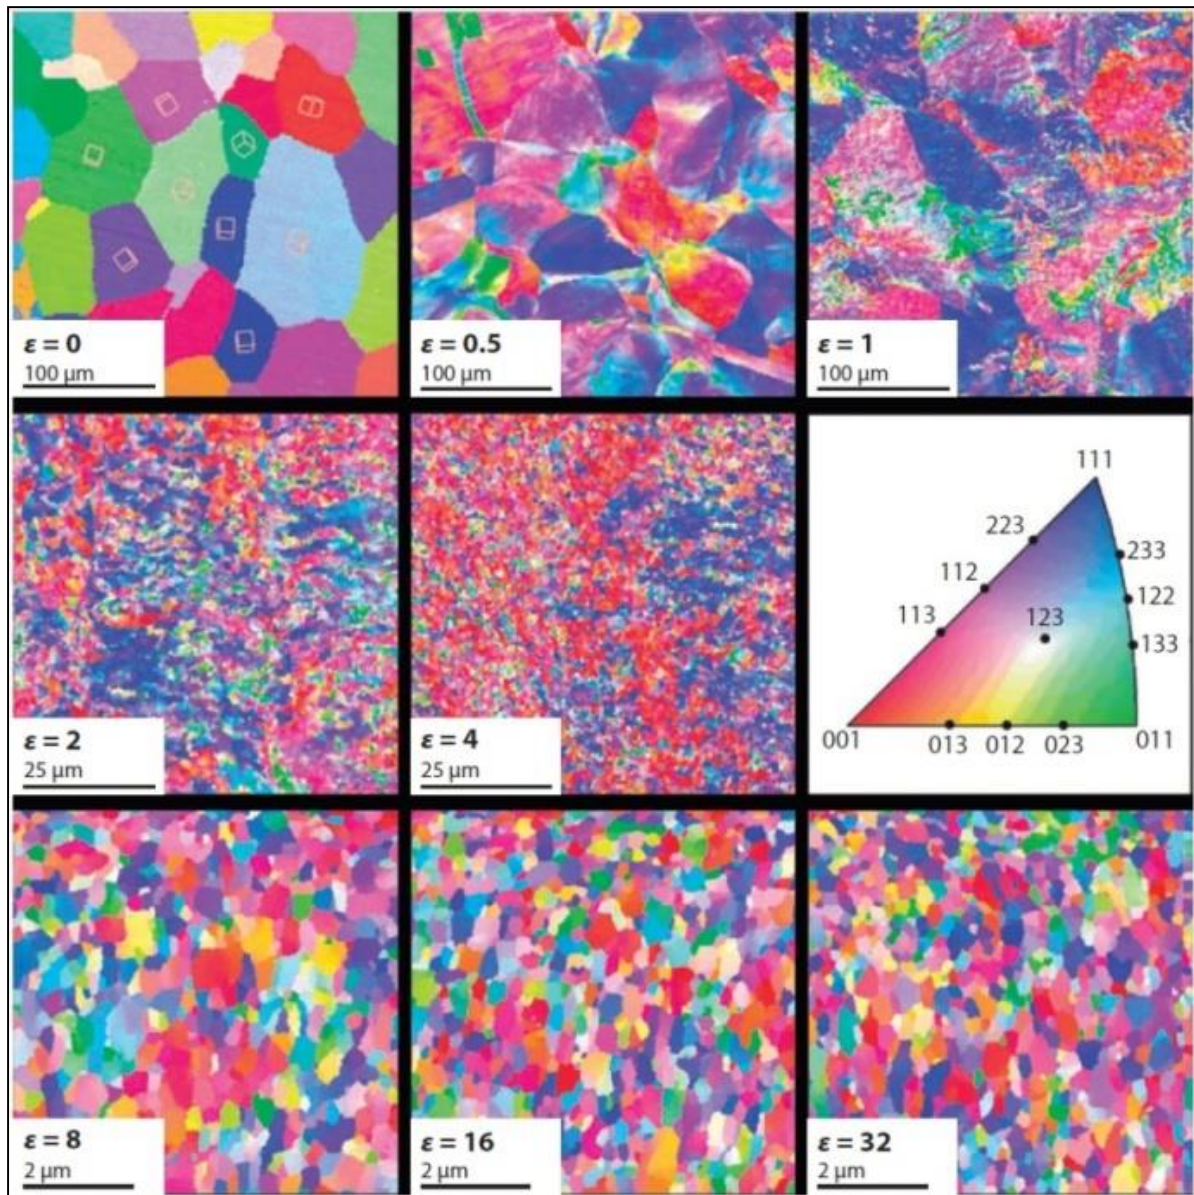 ε = 0
100 μm
ε = 0.5
100 μm
ε = 1
100 μm
ε = 2
25 μm
ε = 4
25 μm
111
223
233
112
122
123
113
133
001
013
012
023
011
ε = 8
2 μm
ε = 16
2 μm
ε = 32
2 μm